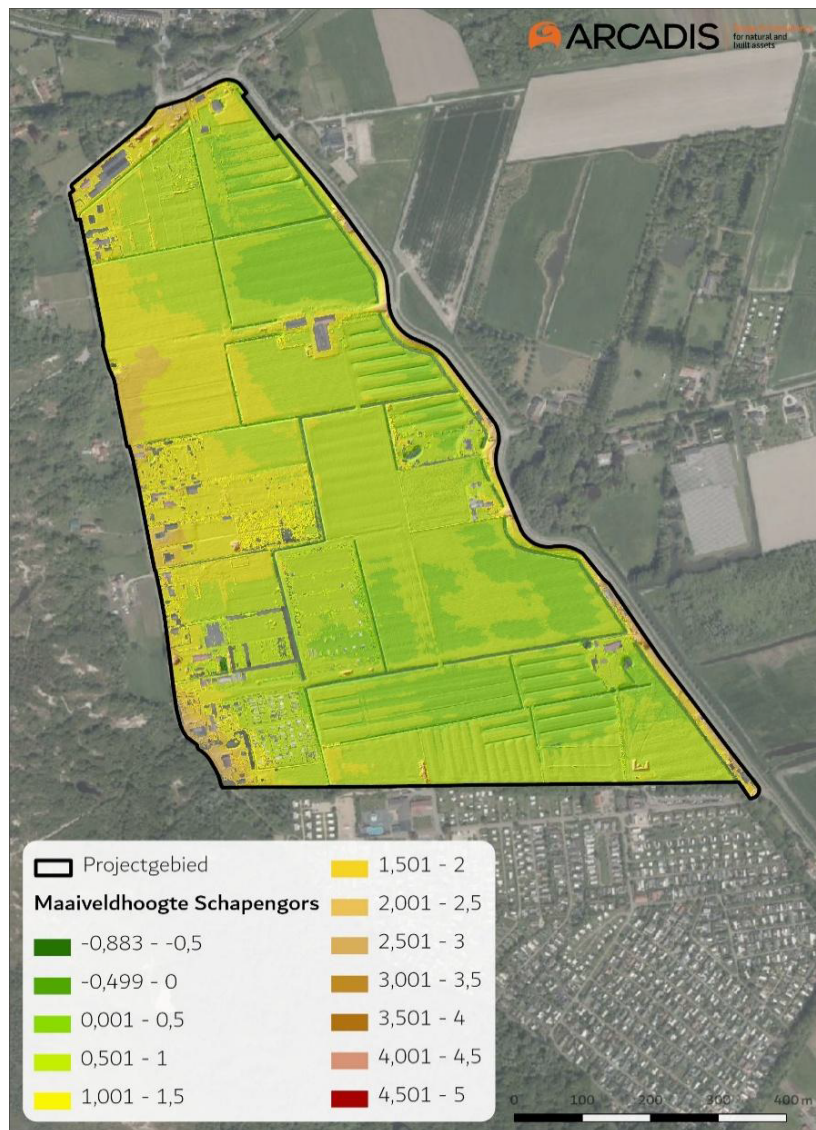 ARCADIS
for natural and
built assets
Projectgebied
Maaiveldhoogte Schapengors
-0,883 - -0,5
-0,499 - 0
0,001 - 0,5
0,501 - 1
1,001 - 1,5
1,501 - 2
2,001 - 2,5
2,501 - 3
3,001 - 3,5
3,501 - 4
4,001 - 4,5
4,501 - 5
0 100 200 300 400 m